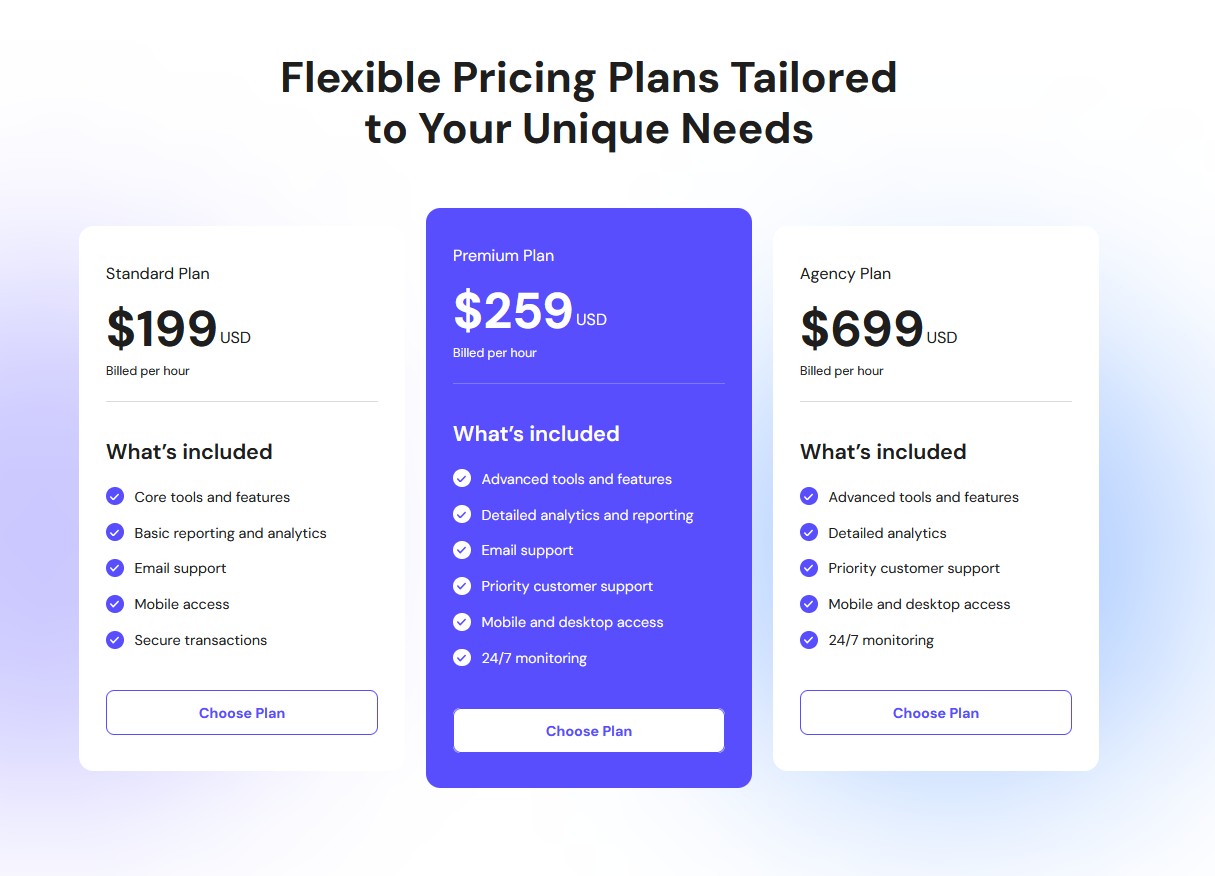 Flexible Pricing Plans Tailored
to Your Unique Needs
Standard Plan
$199 USD
Billed per hour
What’s included
Core tools and features
Basic reporting and analytics
Email support
Mobile access
Secure transactions
Choose Plan
Premium Plan
$259 USD
Billed per hour
What’s included
Advanced tools and features
Detailed analytics and reporting
Email support
Priority customer support
Mobile and desktop access
24/7 monitoring
Choose Plan
Agency Plan
$699 USD
Billed per hour
What’s included
Advanced tools and features
Detailed analytics
Priority customer support
Mobile and desktop access
24/7 monitoring
Choose Plan